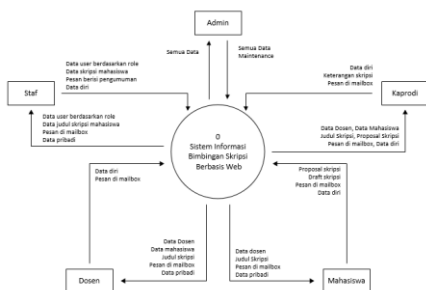 Admin
Semua Data
Semua Data
Maintenance
Data user berdasarkan role
Data skripsi mahasiswa
Pesan berisi pengumuman
Data diri
Data diri
Keterangan skripsi
Pesan di mailbox
Staf
Kaprodi
0
Sistem Informasi
Bimbingan Skripsi
Berbasis Web
Data user berdasarkan role
Data judul skripsi mahasiswa
Pesan di mailbox
Data pribadi
Data Dosen, Data Mahasiswa
Judul Skripsi, Proposal Skripsi
Pesan di mailbox, Data diri
Data diri
Pesan di mailbox
Proposal skripsi
Draft skripsi
Pesan di mailbox
Data diri
Data Dosen
Data mahasiswa
Judul skripsi
Pesan di mailbox
Data pribadi
Data dosen
Judul Skripsi
Pesan di mailbox
Data pribadi
Dosen
Mahasiswa